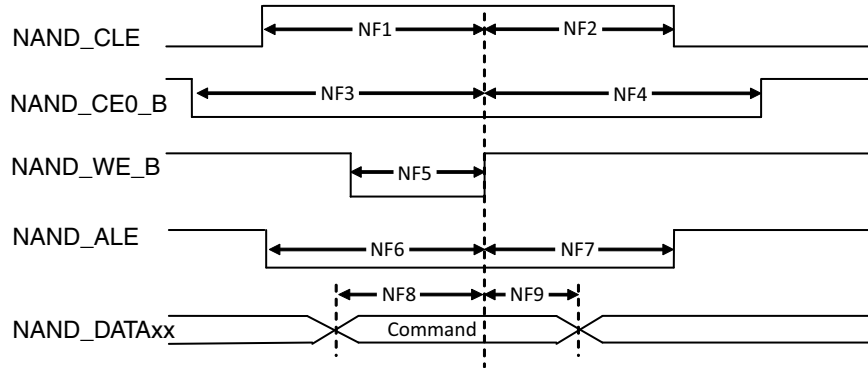 NAND_CLE NF1 NF2
NAND_CE0_B NF3 NF4
NAND_WE_B NF5
NAND_ALE NF6 NF7
NF8 NF9
NAND_DATAxx Command